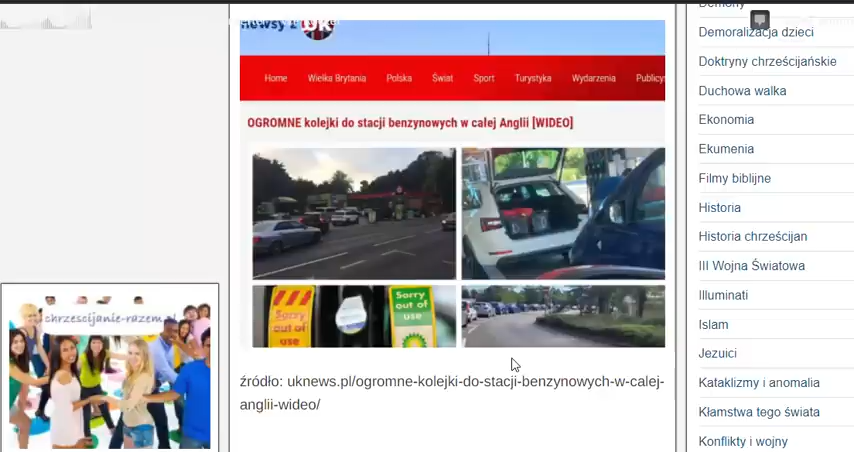 newsy z UK
Home Wielka Brytania Polska Świat Sport Turystyka Wydarzenia
OGROMNE kolejki do stacji benzynowych w całej Anglii [WIDEO]
Sorry
out of
use
Sorry
out of
use
źródło: uknews.pl/ogromne-kolejki-do-stacji-benzynowych-w-calej-
anglii-wideo/
chrzescijanie-razem.pl
Demony
Demoralizacja dzieci
Doktryny chrześcijańskie
Duchowa walka
Ekonomia
Ekumenia
Filmy biblijne
Historia
Historia chrześcijan
III Wojna Światowa
Illuminati
Islam
Jezuici
Kataklizmy i anomalia
Kłamstwa tego świata
Konflikty i wojny